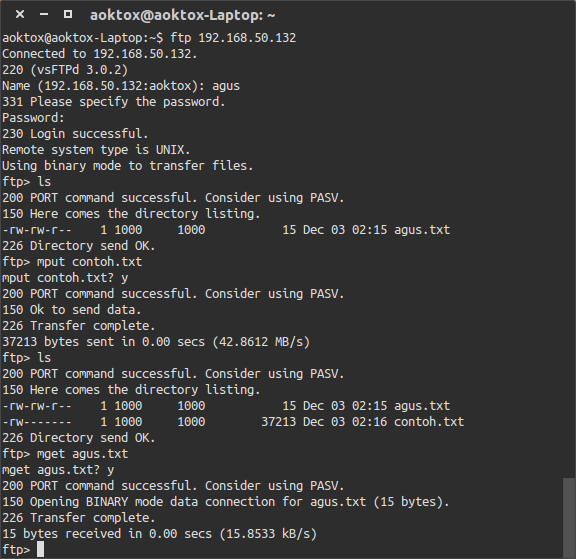 aoktox@aoktox-Laptop: ~
aoktox@aoktox-Laptop:~$ ftp 192.168.50.132
Connected to 192.168.50.132.
220 (vsFTPd 3.0.2)
Name (192.168.50.132:aoktox): agus
331 Please specify the password.
Password:
230 Login successful.
Remote system type is UNIX.
Using binary mode to transfer files.
ftp> ls
200 PORT command successful. Consider using PASV.
150 Here comes the directory listing.
-rw-rw-r--    1 1000     1000           15 Dec 03 02:15 agus.txt
226 Directory send OK.
ftp> mput contoh.txt
mput contoh.txt? y
200 PORT command successful. Consider using PASV.
150 Ok to send data.
226 Transfer complete.
37213 bytes sent in 0.00 secs (42.8612 MB/s)
ftp> ls
200 PORT command successful. Consider using PASV.
150 Here comes the directory listing.
-rw-rw-r--    1 1000     1000           15 Dec 03 02:15 agus.txt
-rw-------    1 1000     1000        37213 Dec 03 02:16 contoh.txt
226 Directory send OK.
ftp> mget agus.txt
mget agus.txt? y
200 PORT command successful. Consider using PASV.
150 Opening BINARY mode data connection for agus.txt (15 bytes).
226 Transfer complete.
15 bytes received in 0.00 secs (15.8533 kB/s)
ftp>